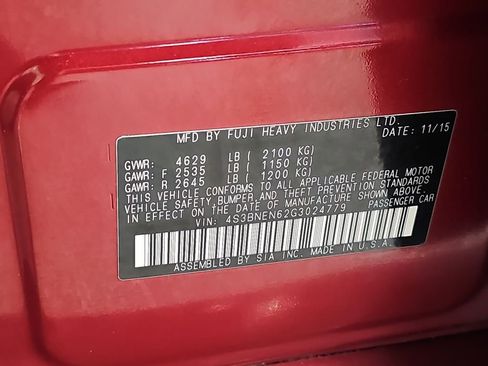 MFD BY FUJI HEAVY INDUSTRIES LTD.
DATE: 11/15
GVWR: 4629 LB ( 2100 KG)
GAWR: F 2535 LB ( 1150 KG)
GAWR: R 2645 LB ( 1200 KG)
THIS VEHICLE CONFORMS TO ALL APPLICABLE FEDERAL MOTOR
VEHICLE SAFETY,BUMPER,AND THEFT PREVENTION STANDARDS
IN EFFECT ON THE DATE OF MANUFACTURE SHOWN ABOVE.
VIN: 4S3BNEN62G3024779 PASSENGER CAR
ASSEMBLED BY SIA INC. MADE IN U.S.A.